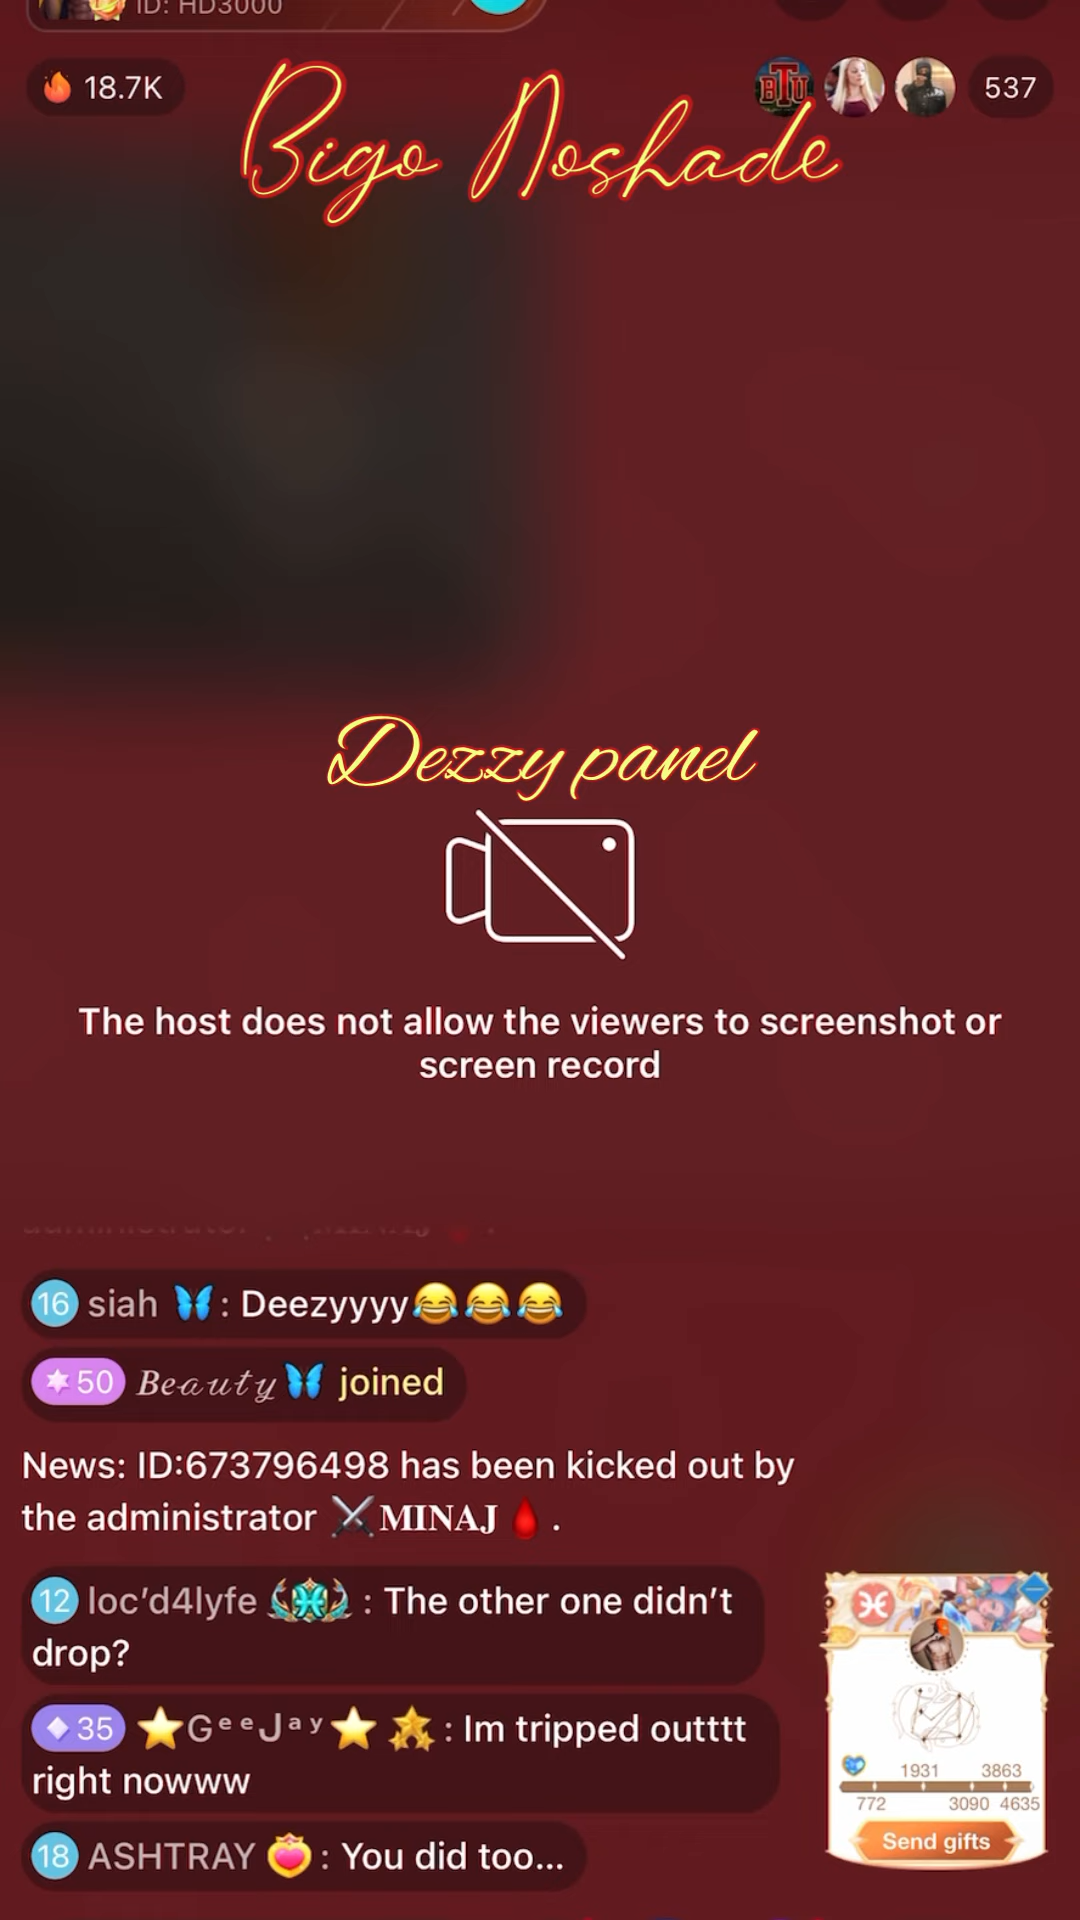 ID: HD3000
18.7K
BTU
537
Bigo Noshade
Dezzy panel
The host does not allow the viewers to screenshot or
screen record
16 siah 🦋: Deezyyyy😂😂😂
50 𝐵𝑒𝒶𝓊𝓉𝓎🦋 joined
News: ID:673796498 has been kicked out by
the administrator ⚔️𝐌𝐈𝐍𝐀𝐉🩸.
12 loc’d4lyfe : The other one didn’t
drop?
35 ⭐GᵉᵉJᵃʸ⭐ : Im tripped outttt
right nowww
18 ASHTRAY : You did too...
1931 3863
772 3090 4635
Send gifts